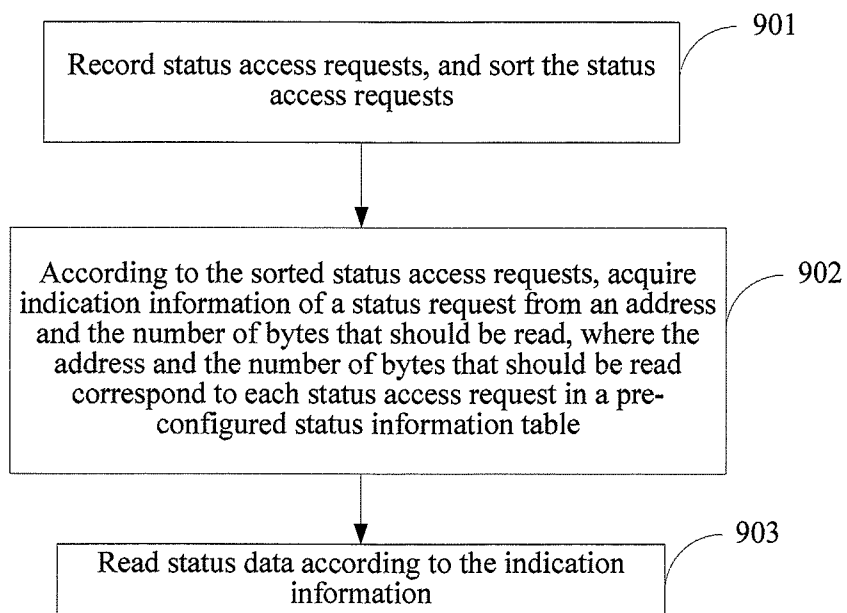 901
Record status access requests, and sort the status
access requests
902
According to the sorted status access requests, acquire
indication information of a status request from an address
and the number of bytes that should be read, where the
address and the number of bytes that should be read
correspond to each status access request in a pre-
configured status information table
903
Read status data according to the indication
information